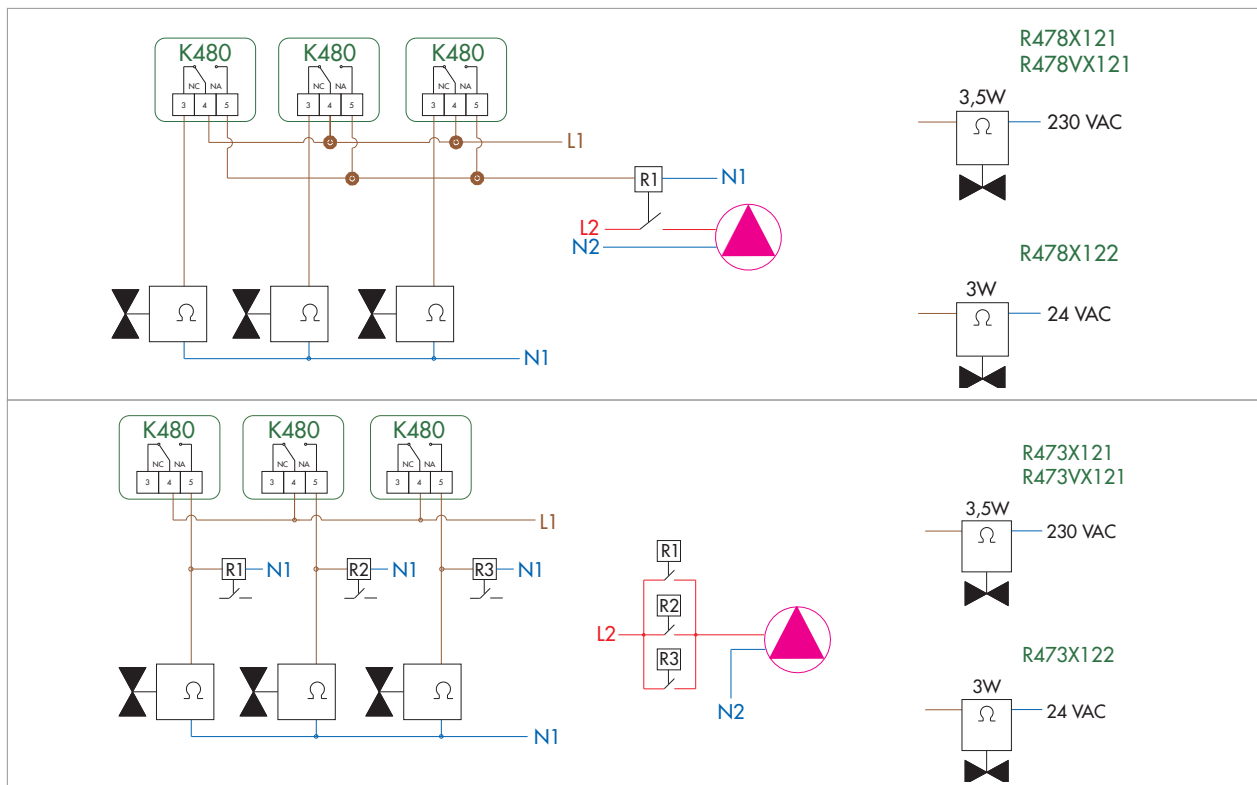 K480 K480 K480
NC NA NC NA NC NA
3 4 5 3 4 5 3 4 5
L1
R1 N1
L2
N2
Ω Ω Ω
N1
R478X121
R478VX121
3,5W
Ω 230 VAC
R478X122
3W
Ω 24 VAC
K480 K480 K480
NC NA NC NA NC NA
3 4 5 3 4 5 3 4 5
L1
R1 N1 R2 N1 R3 N1
Ω Ω Ω
N1
R1
R2
L2
R3
N2
R473X121
R473VX121
3,5W
Ω 230 VAC
R473X122
3W
Ω 24 VAC